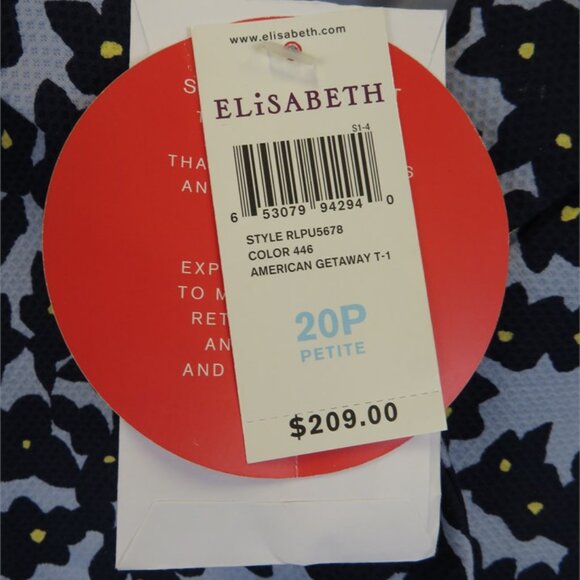 www.elisabeth.com
ELiSABETH
S1-4
6 53079 94294 0
STYLE RLPU5678
COLOR 446
AMERICAN GETAWAY T-1
20P
PETITE
$209.00
S
T
T
THA
S
AN
EXP
TO M
RET
AN
AND